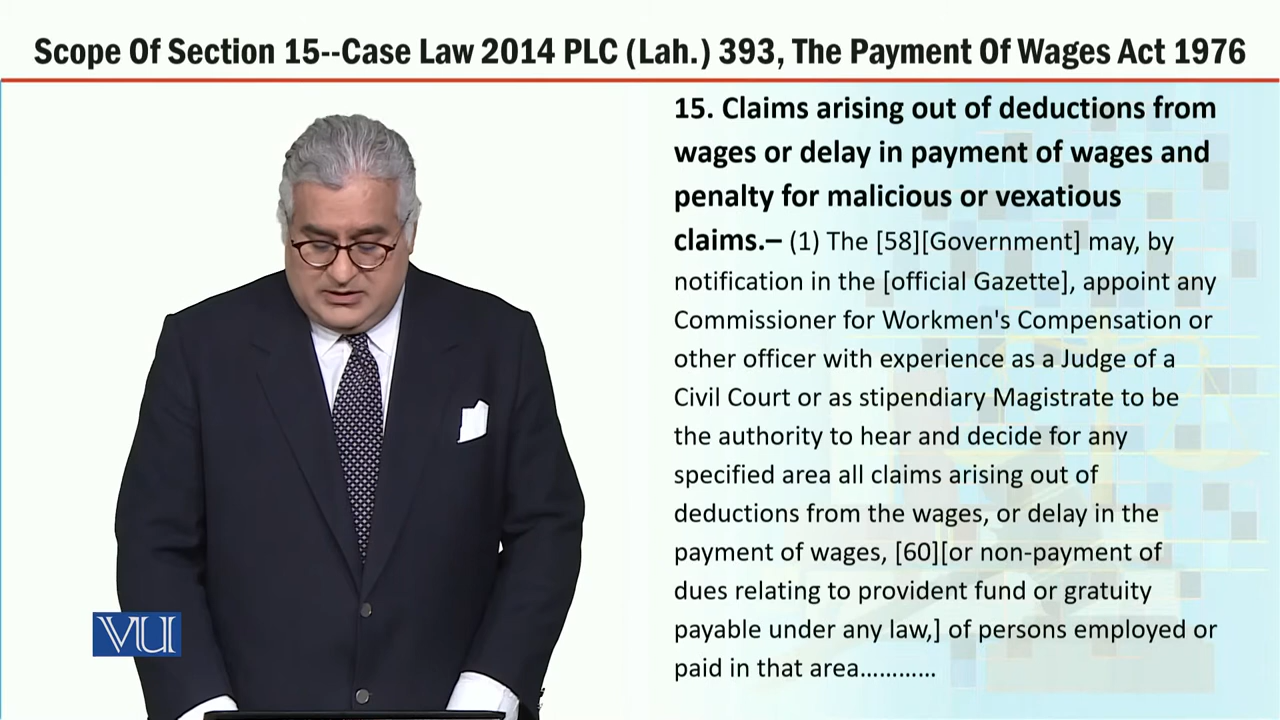 Scope Of Section 15--Case Law 2014 PLC (Lah.) 393, The Payment Of Wages Act 1976
15. Claims arising out of deductions from
wages or delay in payment of wages and
penalty for malicious or vexatious
claims.– (1) The [58][Government] may, by
notification in the [official Gazette], appoint any
Commissioner for Workmen's Compensation or
other officer with experience as a Judge of a
Civil Court or as stipendiary Magistrate to be
the authority to hear and decide for any
specified area all claims arising out of
deductions from the wages, or delay in the
payment of wages, [60][or non-payment of
dues relating to provident fund or gratuity
payable under any law,] of persons employed or
paid in that area…………
VU